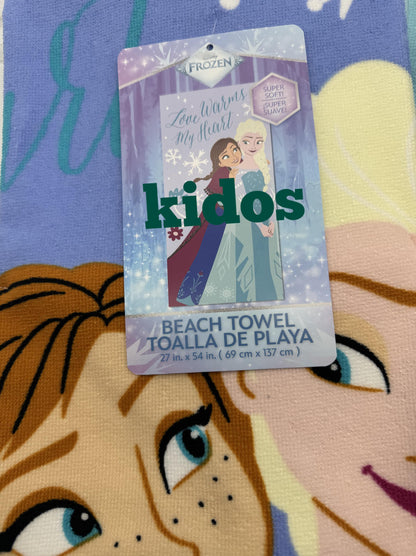 Disney
FROZEN
SUPER
SOFT!
SUPER
SUAVE!
Love Warms
My Heart
kidos
BEACH TOWEL
TOALLA DE PLAYA
27 in. x 54 in. ( 69 cm x 137 cm )